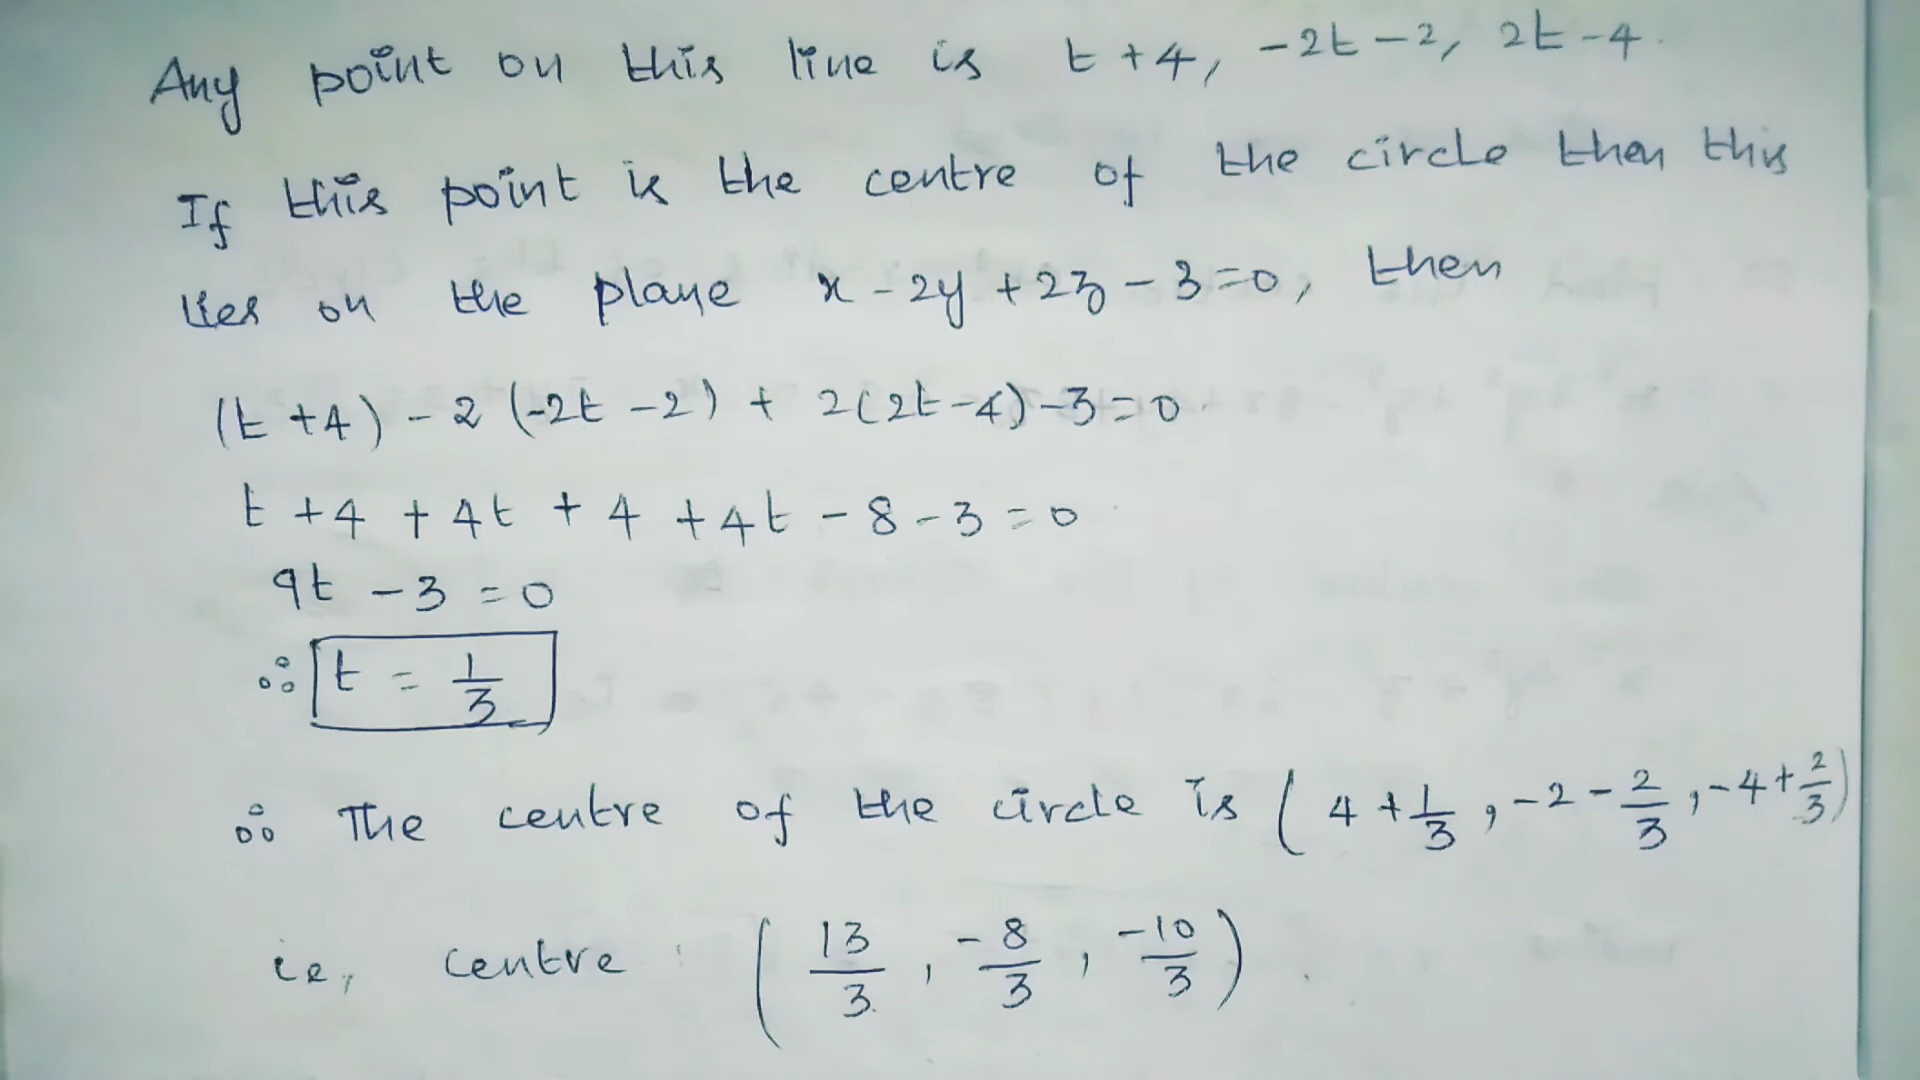 Any point on this line is t+4, -2t-2, 2t-4.
If this point is the centre of the circle then this
lies on the plane x-2y+2z-3=0, then
(t+4)-2(-2t-2)+2(2t-4)-3=0.
t+4+4t+4+4t-8-3=0
9t-3=0
∴ t = 1/3
∴ The centre of the circle is (4+1/3, -2-2/3, -4+2/3)
ie, centre : (13/3, -8/3, -10/3).